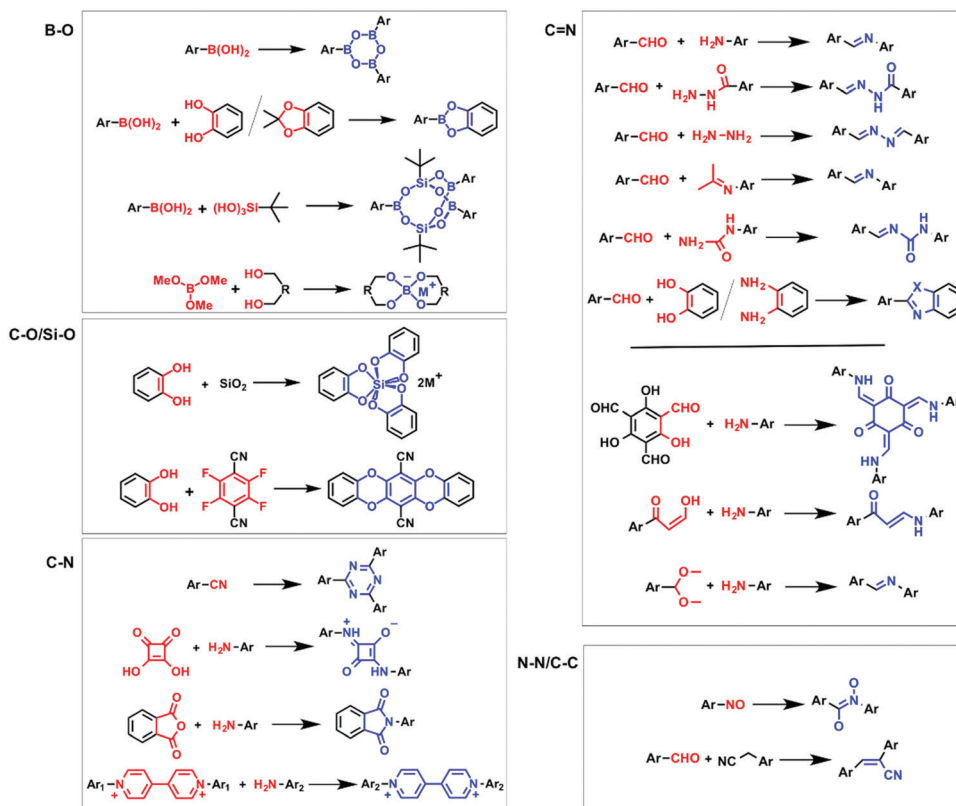 B-O
Ar-B(OH)2
Ar
Ar
B
O
B
O
B
O
Ar
Ar-B(OH)2 +
HO
HO
O
O
Ar-B
O
O
Ar-B(OH)2 + (HO)3Si
Si
O
O
O
B
Ar
Ar-B
O
O
O
B
Ar
Si
MeO
B
OMe
OMe
+
HO
R
HO
R
O
O
B
−
O
O
M+
R
C-O/Si-O
OH
OH
+ SiO2
O
O
O
Si
O
O
O
2M+
OH
OH
+
CN
F
F
F
F
CN
CN
O
O
O
O
CN
C-N
Ar-CN
Ar
Ar
N
N
N
Ar
O
O
HO
OH
+ H2N-Ar
+
Ar-NH
O−
O
HN-Ar
O
O
O
+ H2N-Ar
O
N-Ar
O
Ar1-N
+
N-Ar1
+
+ H2N-Ar2
Ar2-N
+
N-Ar2
+
C=N
Ar-CHO + H2N-Ar
Ar
N
Ar
Ar-CHO +
H2N
N
H
O
Ar
Ar
N
N
H
O
Ar
Ar-CHO + H2N-NH2
Ar
N
N
Ar
Ar-CHO +
N-Ar
Ar
N
Ar
Ar-CHO +
NH2
O
H
N-Ar
Ar
N
O
H
N
Ar
Ar-CHO +
HO
HO
NH2
NH2
Ar
X
N
OHC
OH
CHO
HO
OH
CHO
+ H2N-Ar
Ar
NH
O
O
O
N
H
Ar
NH
Ar
Ar
O
OH
+ H2N-Ar
O
Ar
N
H
Ar
Ar
O
O
+ H2N-Ar
Ar
N
Ar
N-N/C-C
Ar-NO
O
Ar
N
Ar
O
Ar-CHO + NC
Ar
Ar
Ar
CN